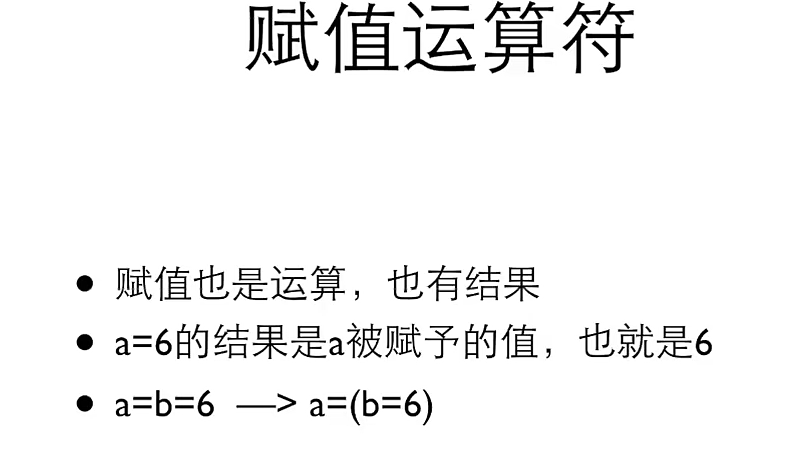 赋值运算符
• 赋值也是运算，也有结果
• a=6的结果是a被赋予的值，也就是6
• a=b=6 —> a=(b=6)